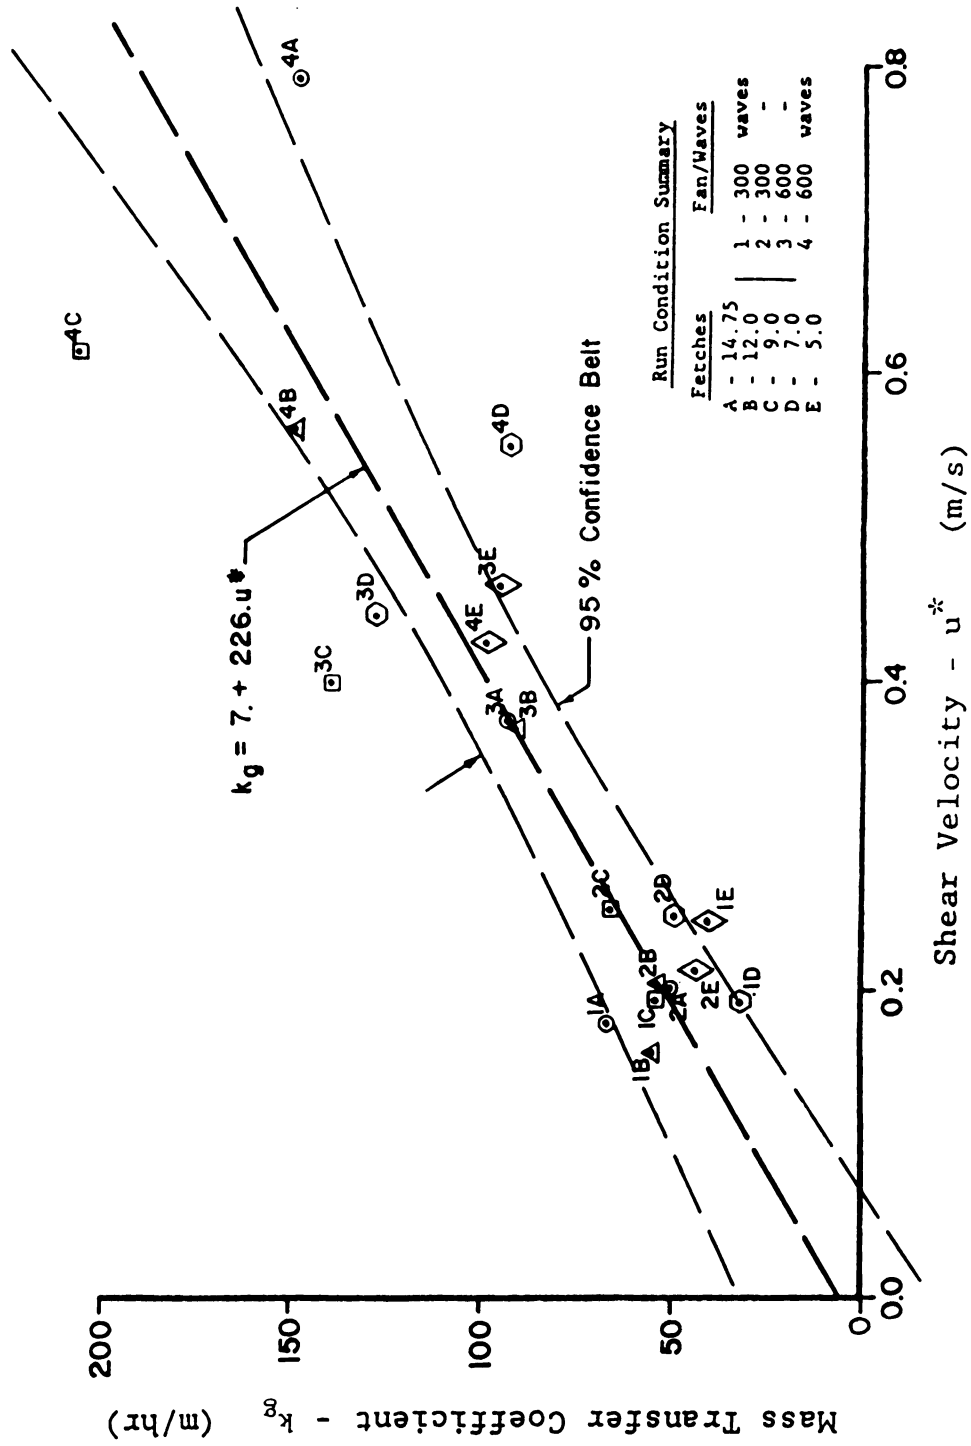 200
150
100
50
0
Mass Transfer Coefficient - kg (m/hr)
0.0
0.2
0.4
0.6
0.8
Shear Velocity - u* (m/s)
kg = 7. + 226.u*
95 % Confidence Belt
4A
4B
4C
4D
4E
3A
3B
3C
3D
3E
2A
2B
2C
2D
2E
1A
1B
1C
1D
1E
Run Condition Summary
Fetches Fan/Waves
A - 14.75 | 1 - 300 waves
B - 12.0 | 2 - 300 -
C - 9.0 | 3 - 600 -
D - 7.0 | 4 - 600 waves
E - 5.0